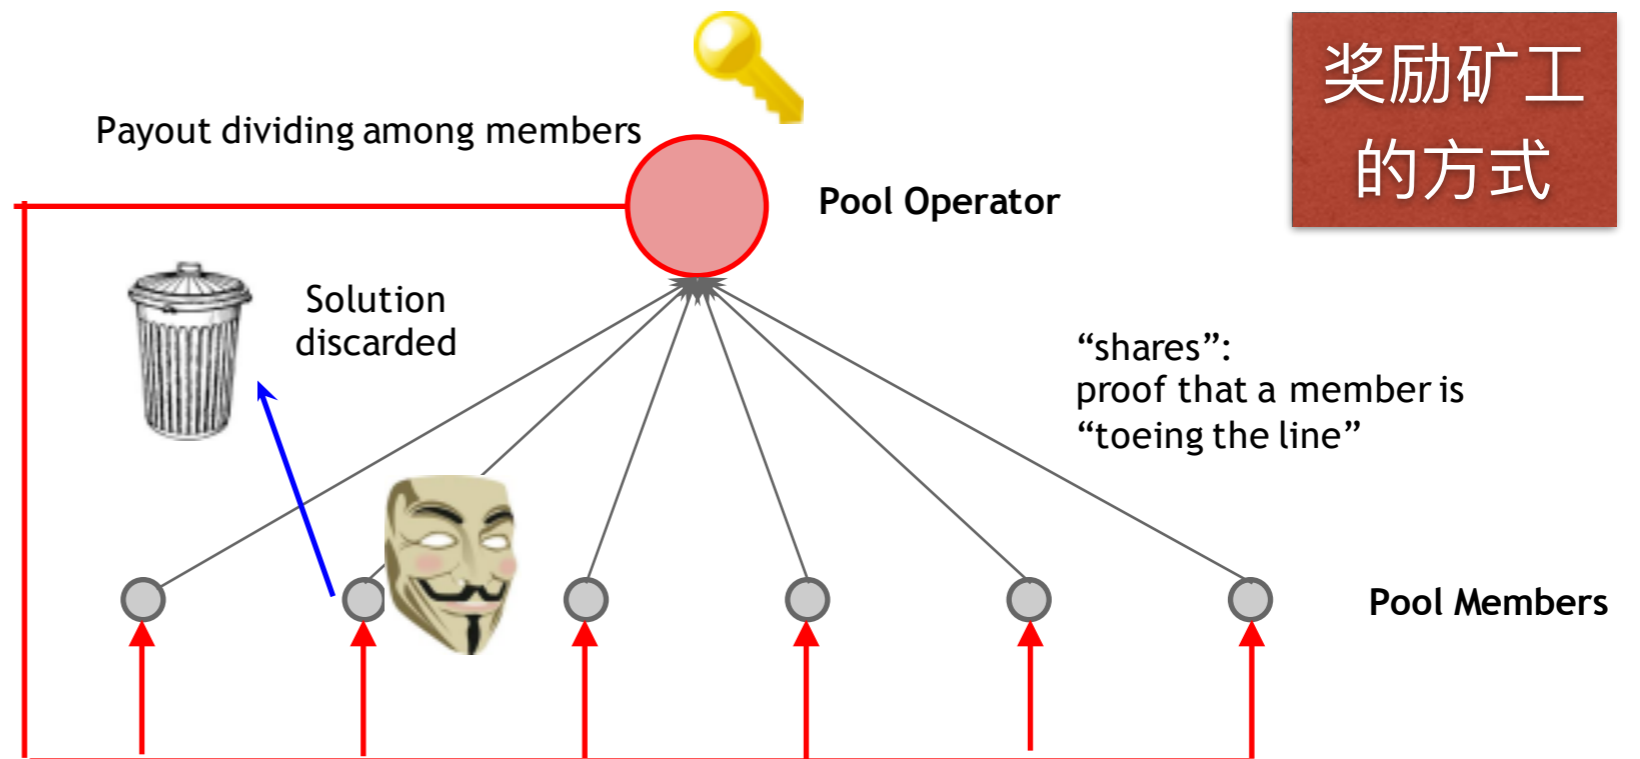 奖励矿工
的方式
Payout dividing among members
Pool Operator
Solution
discarded
“shares”:
proof that a member is
“toeing the line”
Pool Members